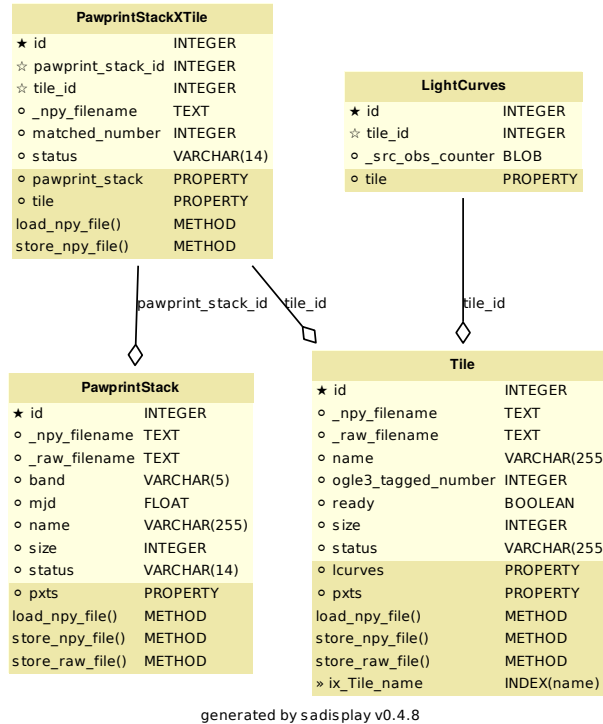 PawprintStackXTile
★ id INTEGER
☆ pawprint_stack_id INTEGER
☆ tile_id INTEGER
⚬ _npy_filename TEXT
⚬ matched_number INTEGER
⚬ status VARCHAR(14)
⚬ pawprint_stack PROPERTY
⚬ tile PROPERTY
load_npy_file() METHOD
store_npy_file() METHOD
LightCurves
★ id INTEGER
☆ tile_id INTEGER
⚬ _src_obs_counter BLOB
⚬ tile PROPERTY
pawprint_stack_id
tile_id
tile_id
PawprintStack
★ id INTEGER
⚬ _npy_filename TEXT
⚬ _raw_filename TEXT
⚬ band VARCHAR(5)
⚬ mjd FLOAT
⚬ name VARCHAR(255)
⚬ size INTEGER
⚬ status VARCHAR(14)
⚬ pxts PROPERTY
load_npy_file() METHOD
store_npy_file() METHOD
store_raw_file() METHOD
Tile
★ id INTEGER
⚬ _npy_filename TEXT
⚬ _raw_filename TEXT
⚬ name VARCHAR(255
⚬ ogle3_tagged_number INTEGER
⚬ ready BOOLEAN
⚬ size INTEGER
⚬ status VARCHAR(255
⚬ lcurves PROPERTY
⚬ pxts PROPERTY
load_npy_file() METHOD
store_npy_file() METHOD
store_raw_file() METHOD
» ix_Tile_name INDEX(name)
generated by sadisplay v0.4.8